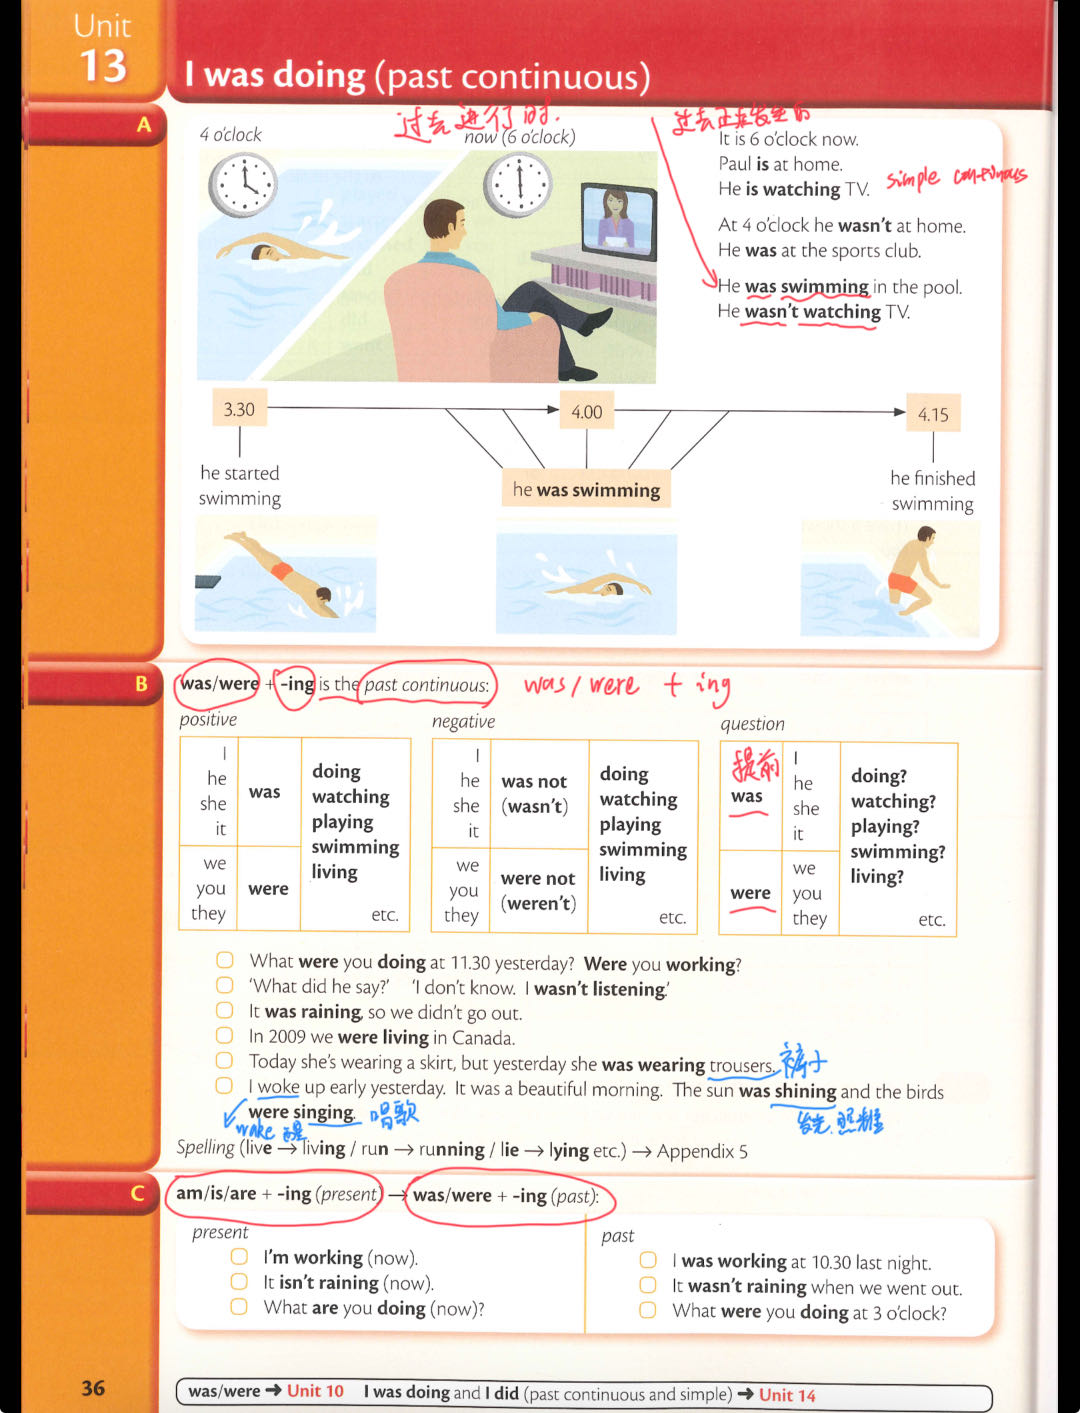 Unit
13
I was doing (past continuous)
A
过去进行时.
过去正在发生的
4 o'clock
now (6 o'clock)
It is 6 o'clock now.
Paul is at home.
He is watching TV.
simple continuous
At 4 o'clock he wasn't at home.
He was at the sports club.
He was swimming in the pool.
He wasn't watching TV.
3.30
4.00
4.15
he started
swimming
he was swimming
he finished
swimming
B
was/were + -ing is the past continuous:
was/were + ing
positive
I
he
she
it
was
we
you
they
were
doing
watching
playing
swimming
living
etc.
negative
I
he
she
it
was not
(wasn't)
we
you
they
were not
(weren't)
doing
watching
playing
swimming
living
etc.
question
提前
was
I
he
she
it
were
we
you
they
doing?
watching?
playing?
swimming?
living?
etc.
What were you doing at 11.30 yesterday? Were you working?
'What did he say?' 'I don't know. I wasn't listening.'
It was raining, so we didn't go out.
In 2009 we were living in Canada.
Today she's wearing a skirt, but yesterday she was wearing trousers. 裤子
I woke up early yesterday. It was a beautiful morning. The sun was shining and the birds
were singing. 唱歌
wake 醒
发光.照耀
Spelling (live → living / run → running / lie → lying etc.) → Appendix 5
C
am/is/are + -ing (present) → was/were + -ing (past):
present
I'm working (now).
It isn't raining (now).
What are you doing (now)?
past
I was working at 10.30 last night.
It wasn't raining when we went out.
What were you doing at 3 o'clock?
36
was/were → Unit 10 I was doing and I did (past continuous and simple) → Unit 14